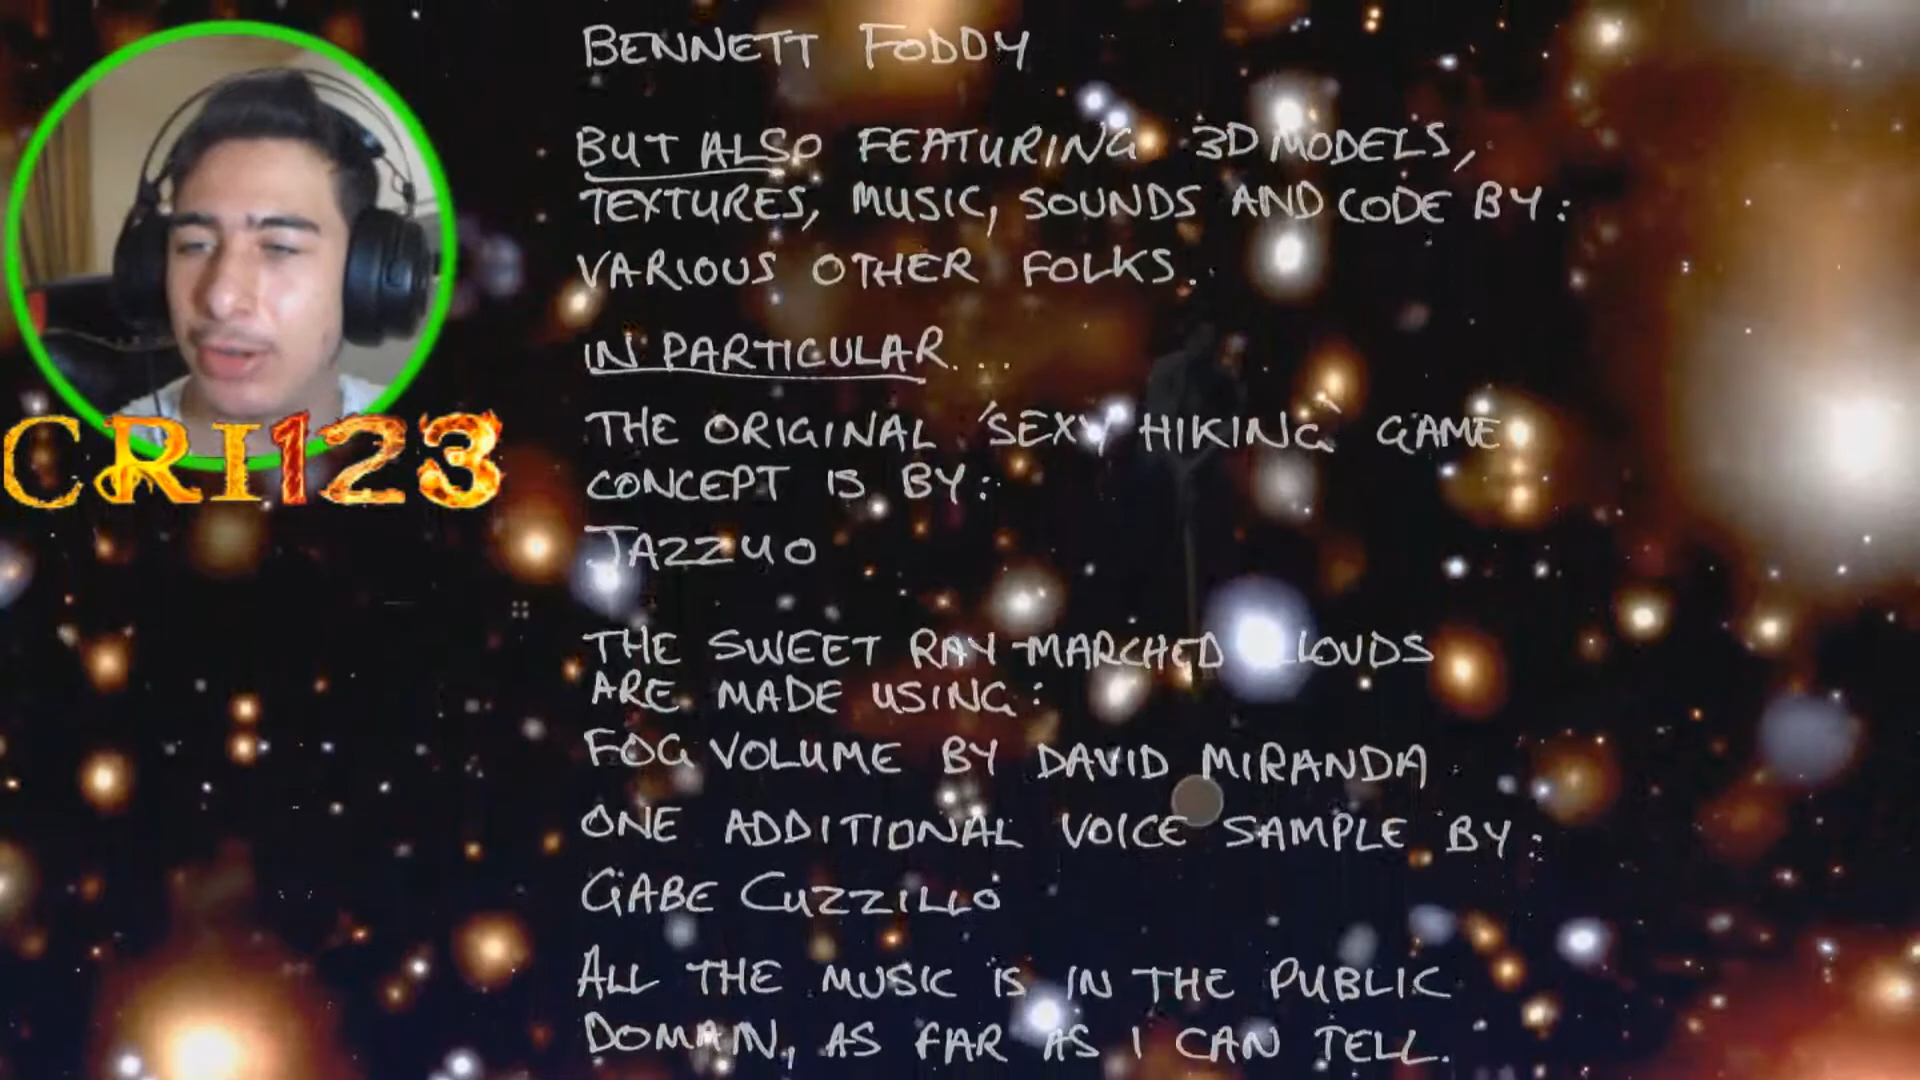 BENNETT FODDY
BUT ALSO FEATURING 3D MODELS,
TEXTURES, MUSIC, SOUNDS AND CODE BY:
VARIOUS OTHER FOLKS.
IN PARTICULAR...
THE ORIGINAL 'SEXY HIKING' GAME
CONCEPT IS BY:
JAZZUO
THE SWEET RAY-MARCHED CLOUDS
ARE MADE USING:
FOG VOLUME BY DAVID MIRANDA
ONE ADDITIONAL VOICE SAMPLE BY:
GABE CUZZILLO
ALL THE MUSIC IS IN THE PUBLIC
DOMAIN, AS FAR AS I CAN TELL.
CRI123